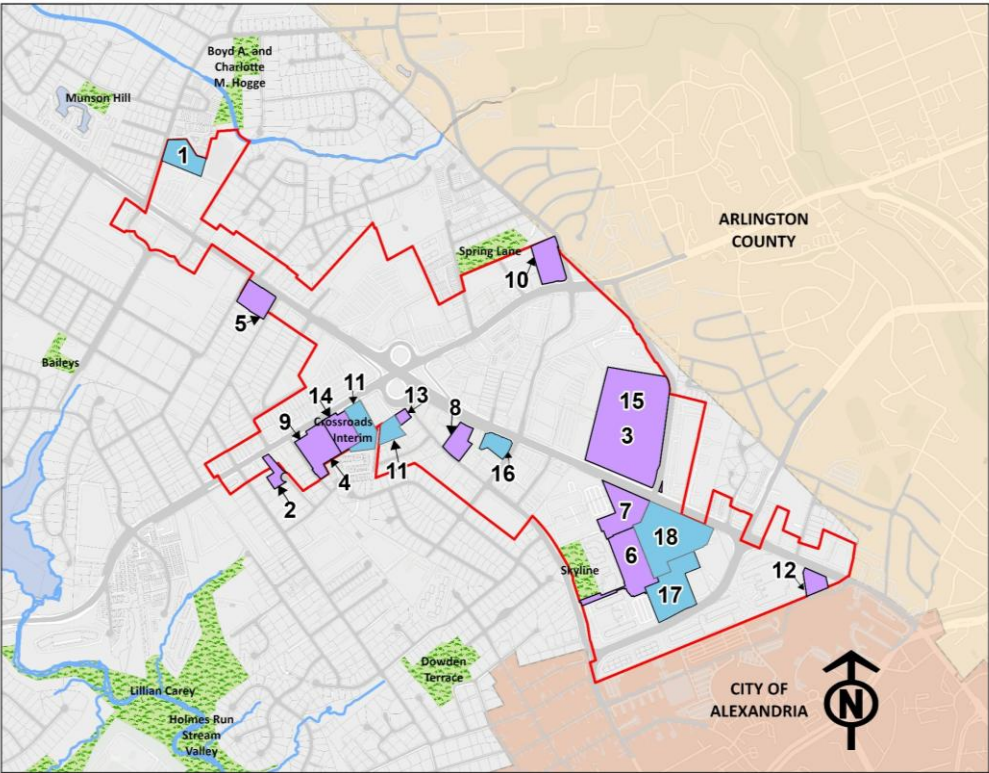 Boyd A. and
Charlotte
M. Hogge
Munson Hill
1
ARLINGTON
COUNTY
Spring Lane
10
5
Baileys
14
11
13
9
Crossroads
Interim
8
15
3
11
16
4
2
7
18
6
Skyline
17
12
Dowden
Terrace
Lillian Carey
CITY OF
ALEXANDRIA
N
Holmes Run
Stream
Valley